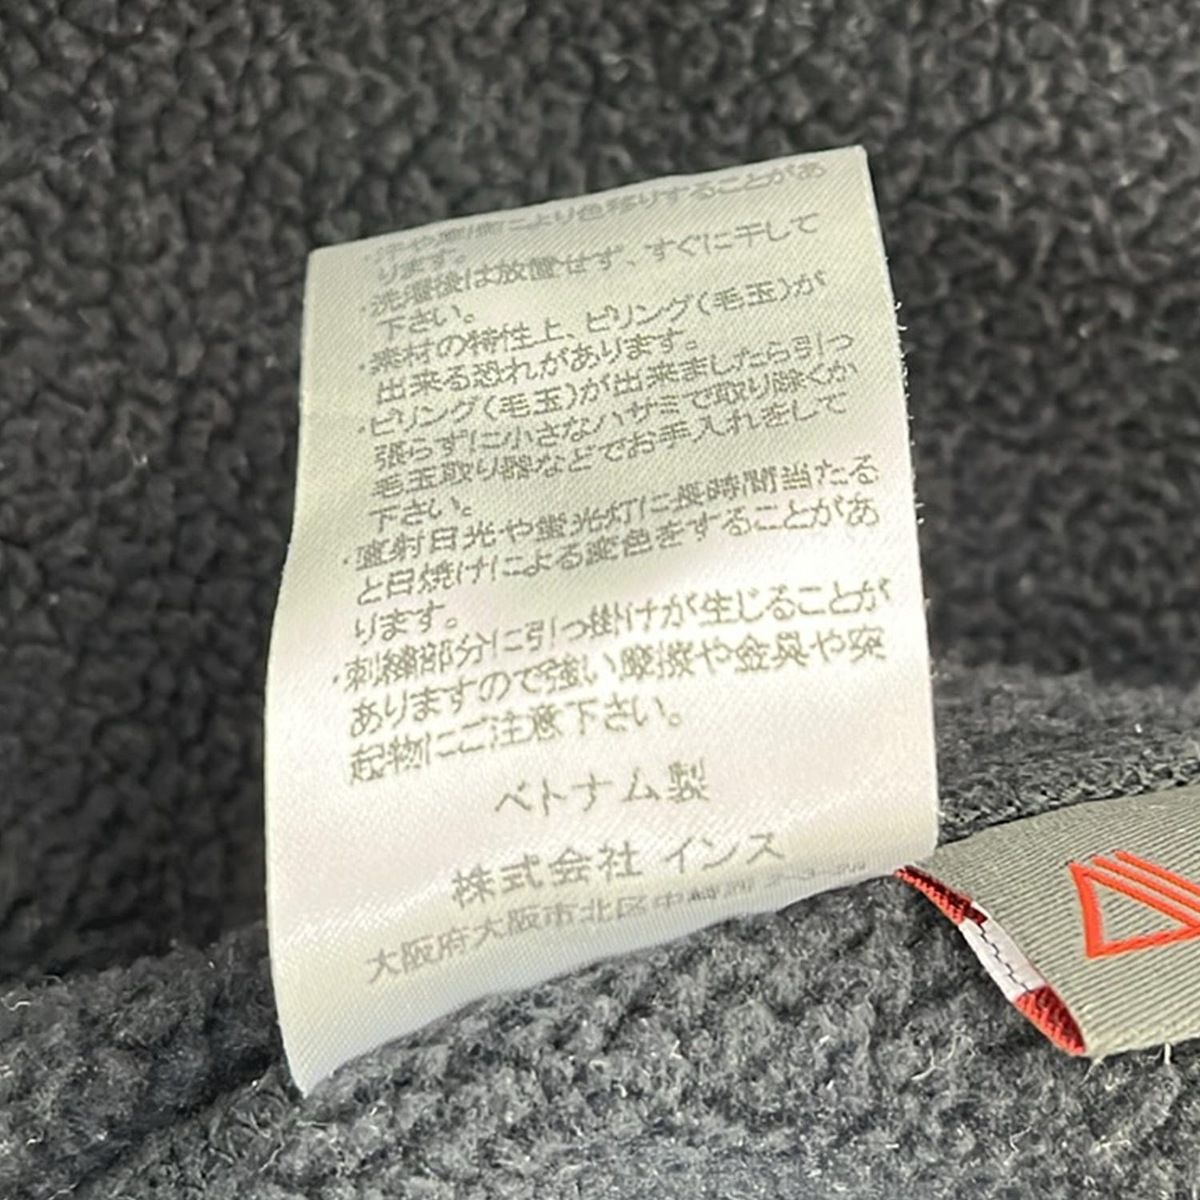 ・汗や摩擦により色移りすることがあ
ります。
・洗濯後は放置せず、すぐに干して
下さい。
・素材の特性上、ピリング(毛玉)が
出来る恐れがあります。
・ピリング(毛玉)が出来ましたら引っ
張らずに小さなハサミで取り除くか
毛玉取り器などでお手入れをして
下さい。
・直射日光や蛍光灯に長時間当たる
と日焼けによる変色をすることがあ
ります。
・刺繍部分に引っ掛けが生じることが
ありますので強い摩擦や金具や突
起物にご注意下さい。
ベトナム製
株式会社 インス
大阪府大阪市北区中崎西